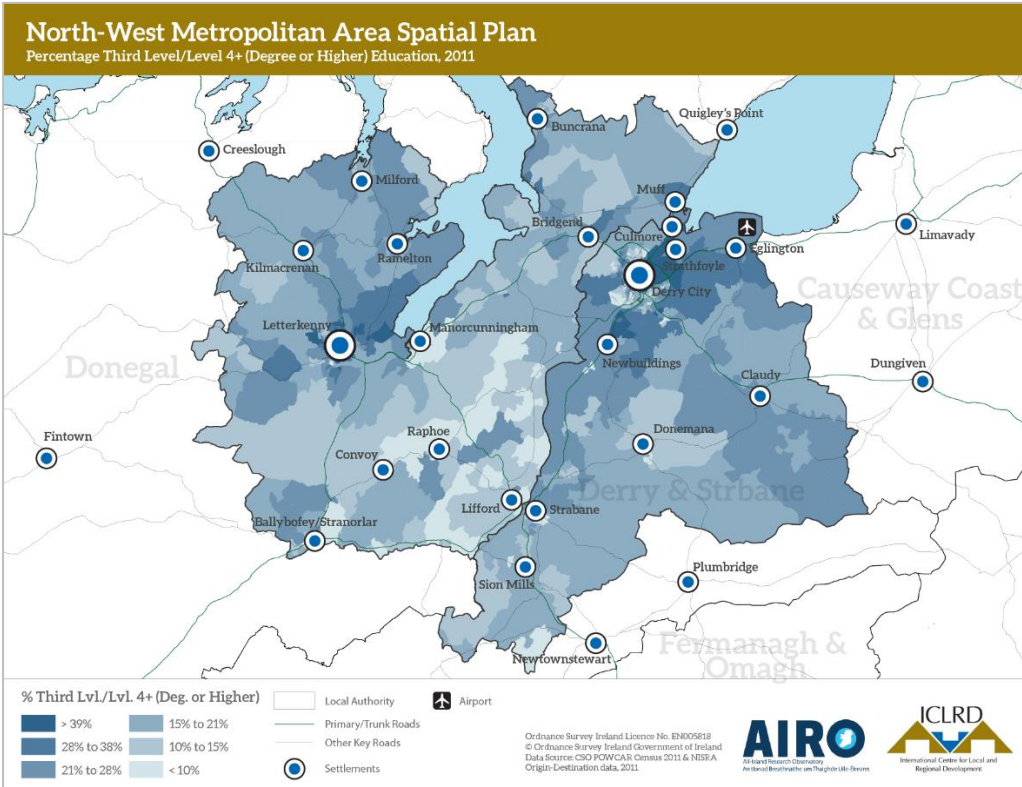 North-West Metropolitan Area Spatial Plan
Percentage Third Level/Level 4+ (Degree or Higher) Education, 2011
Quigley's Point
Buncrana
Creeslough
Milford
Muff
Bridgend
Culmore
Limavady
Ramelton
Eglington
Kilmacrenan
Strathfoyle
Derry City
Causeway Coast
& Glens
Letterkenny
Manorcunningham
Donegal
Newbuildings
Dungiven
Claudy
Fintown
Raphoe
Donemana
Convoy
Derry & Strbane
Lifford
Strabane
Ballybofey/Stranorlar
Plumbridge
Sion Mills
Fermanagh &
Omagh
Newtownstewart
% Third Lvl./Lvl. 4+ (Deg. or Higher)
> 39%
28% to 38%
21% to 28%
15% to 21%
10% to 15%
< 10%
Local Authority
Primary/Trunk Roads
Other Key Roads
Settlements
Airport
Ordnance Survey Ireland Licence No. EN005818
© Ordnance Survey Ireland Government of Ireland
Data Source: CSO POWCAR Census 2011 & NISRA
Origin-Destination data, 2011
AIRO
All-Island Research Observatory
ICLRD
International Centre for Local and
Regional Development